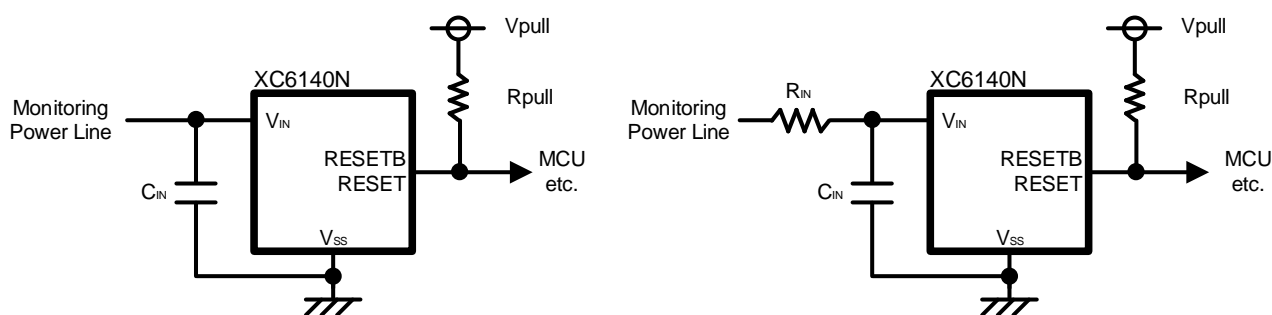 Vpull
XC6140N
Rpull
Monitoring
Power Line
VIN
RESETB
RESET
MCU
etc.
CIN
VSS
Vpull
XC6140N
RIN
Rpull
Monitoring
Power Line
VIN
RESETB
RESET
MCU
etc.
CIN
VSS